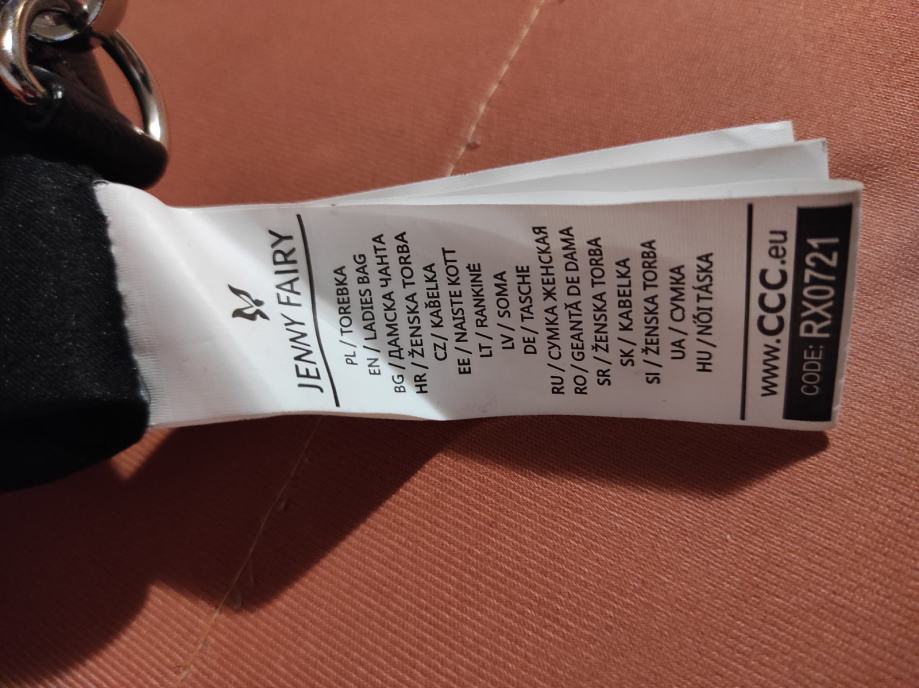 JENNY FAIRY
PL / TOREBKA
EN / LADIES BAG
BG / ДАМСКА ЧАНТА
HR / ŽENSKA TORBA
CZ / KABELKA
EE / NAISTE KOTT
LT / RANKINĖ
LV / SOMA
DE / TASCHE
RU / СУМКА ЖЕНСКАЯ
RO / GEANTĂ DE DAMA
SR / ŽENSKA TORBA
SK / KABELKA
SI / ŽENSKA TORBA
UA / СУМКА
HU / NŐITÁSKA
www.CCC.eu
CODE: RX0721